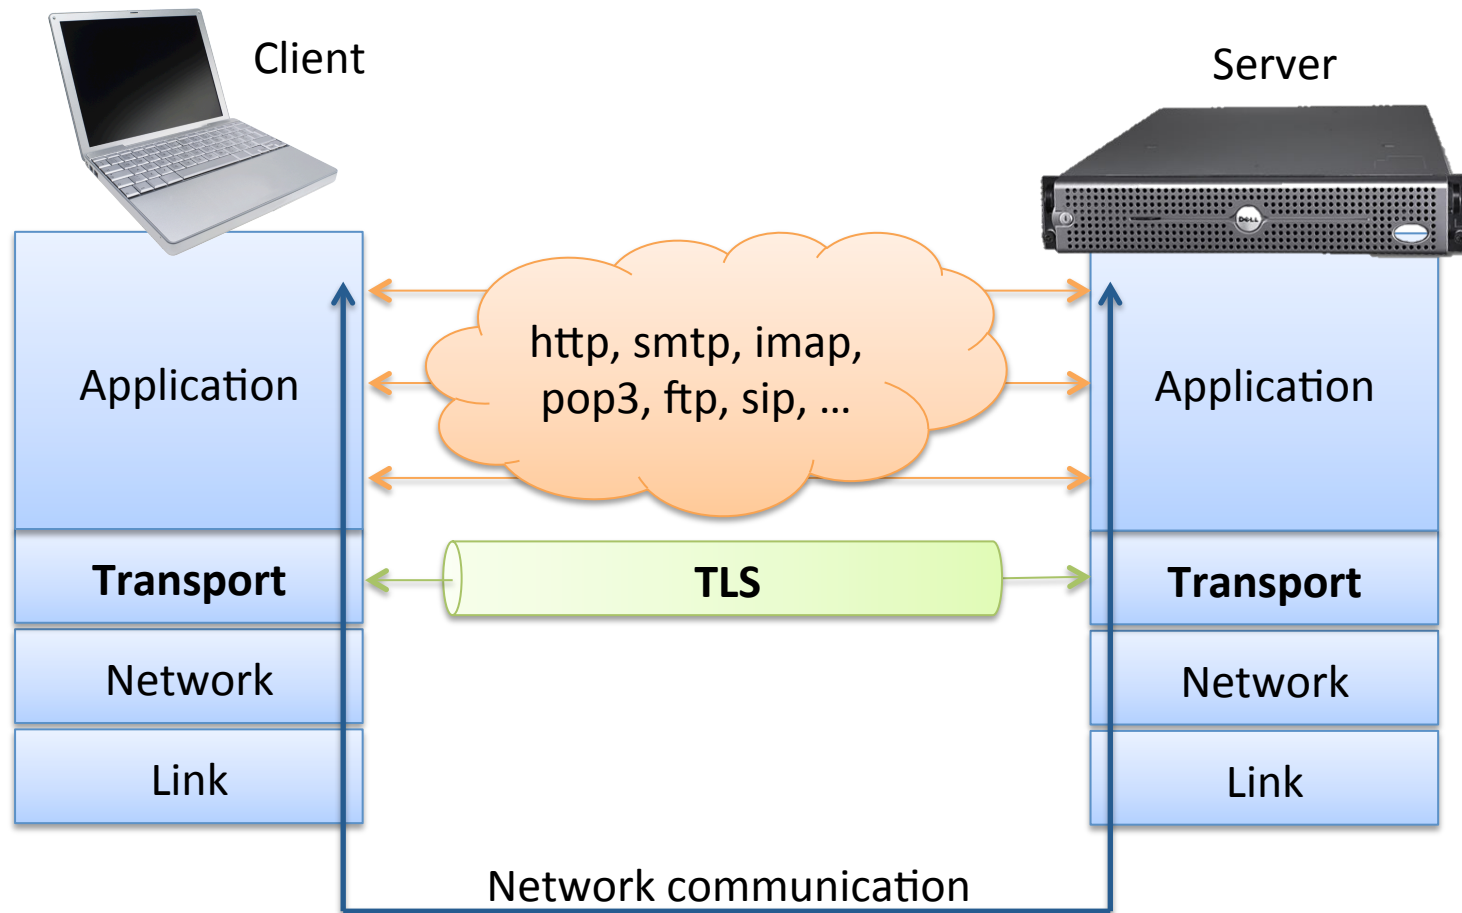 Client
Server
DELL
http, smtp, imap,
pop3, ftp, sip, ...
Application
Application
Transport
TLS
Transport
Network
Network
Link
Link
Network communication